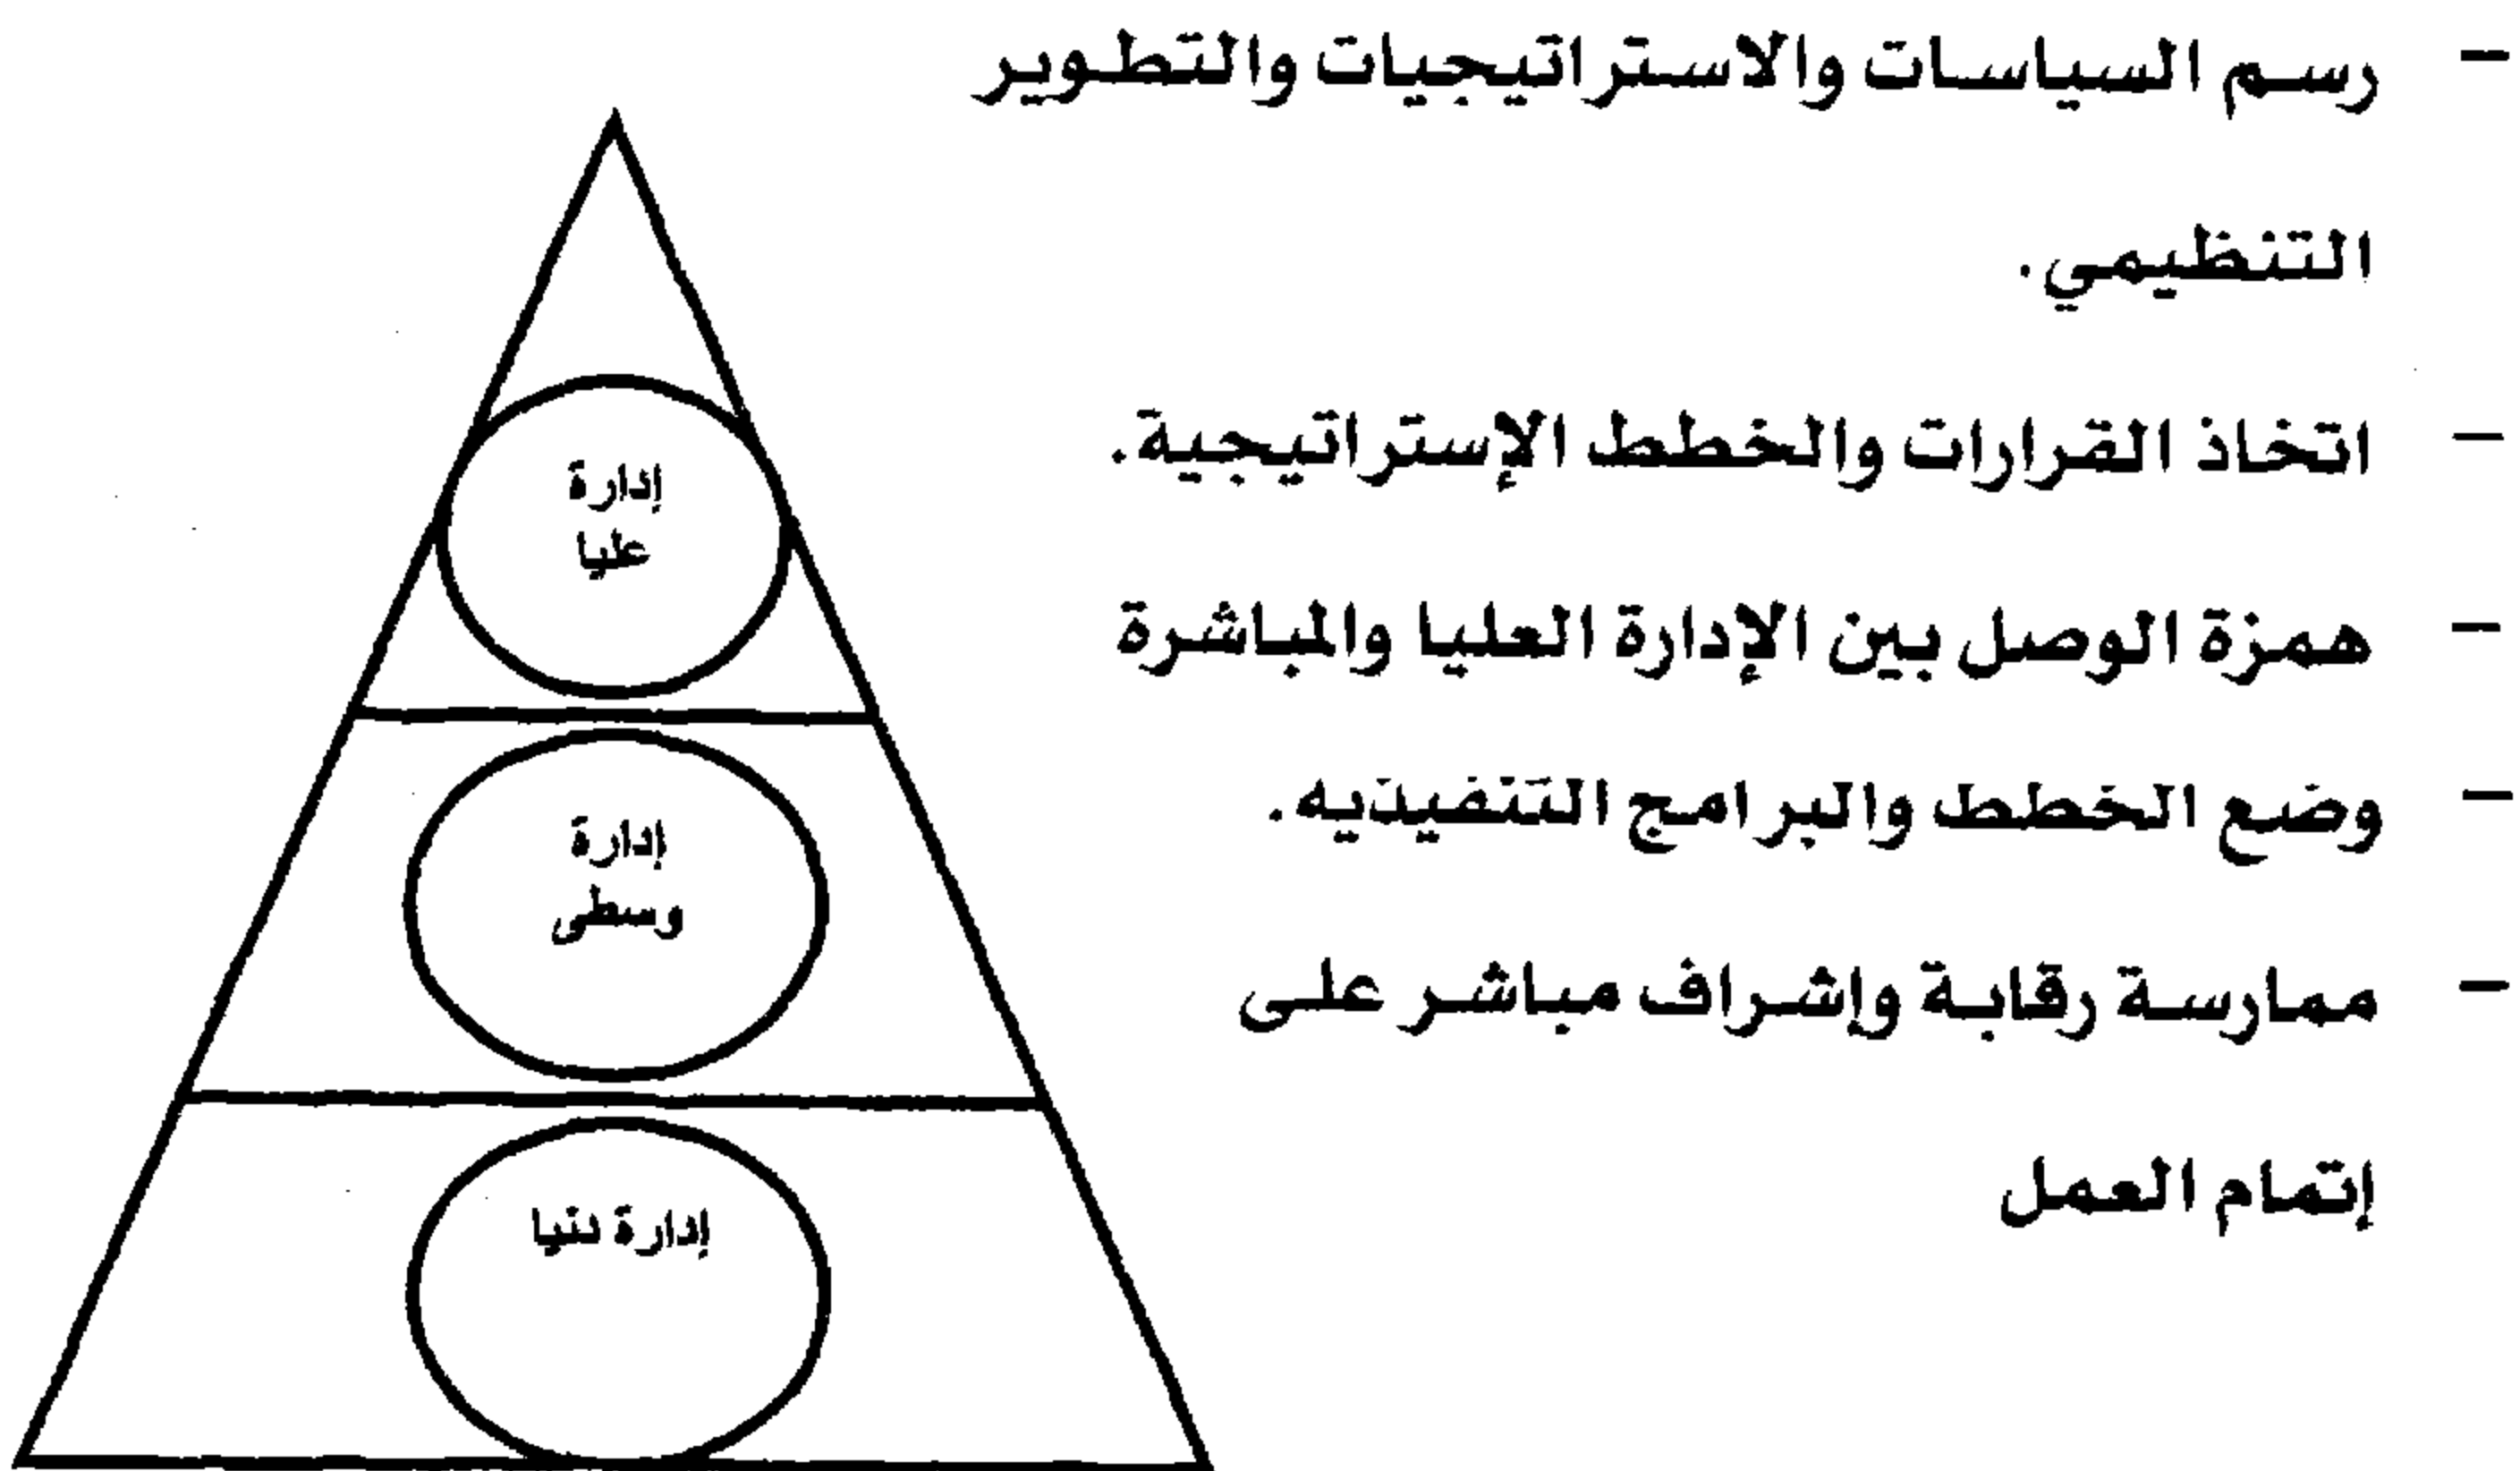 - رسم السياسات والاستراتيجيات والتطوير
التنظيمي.
- اتخاذ القرارات والخطط الإستراتيجية.
- همزة الوصل بين الإدارة العليا والمباشرة
- وضع الخطط والبرامج التنفيذيه.
- ممارسة رقابة وإشراف مباشر على
إتمام العمل
إدارة
عليا
إدارة
وسطى
إدارة دنيا